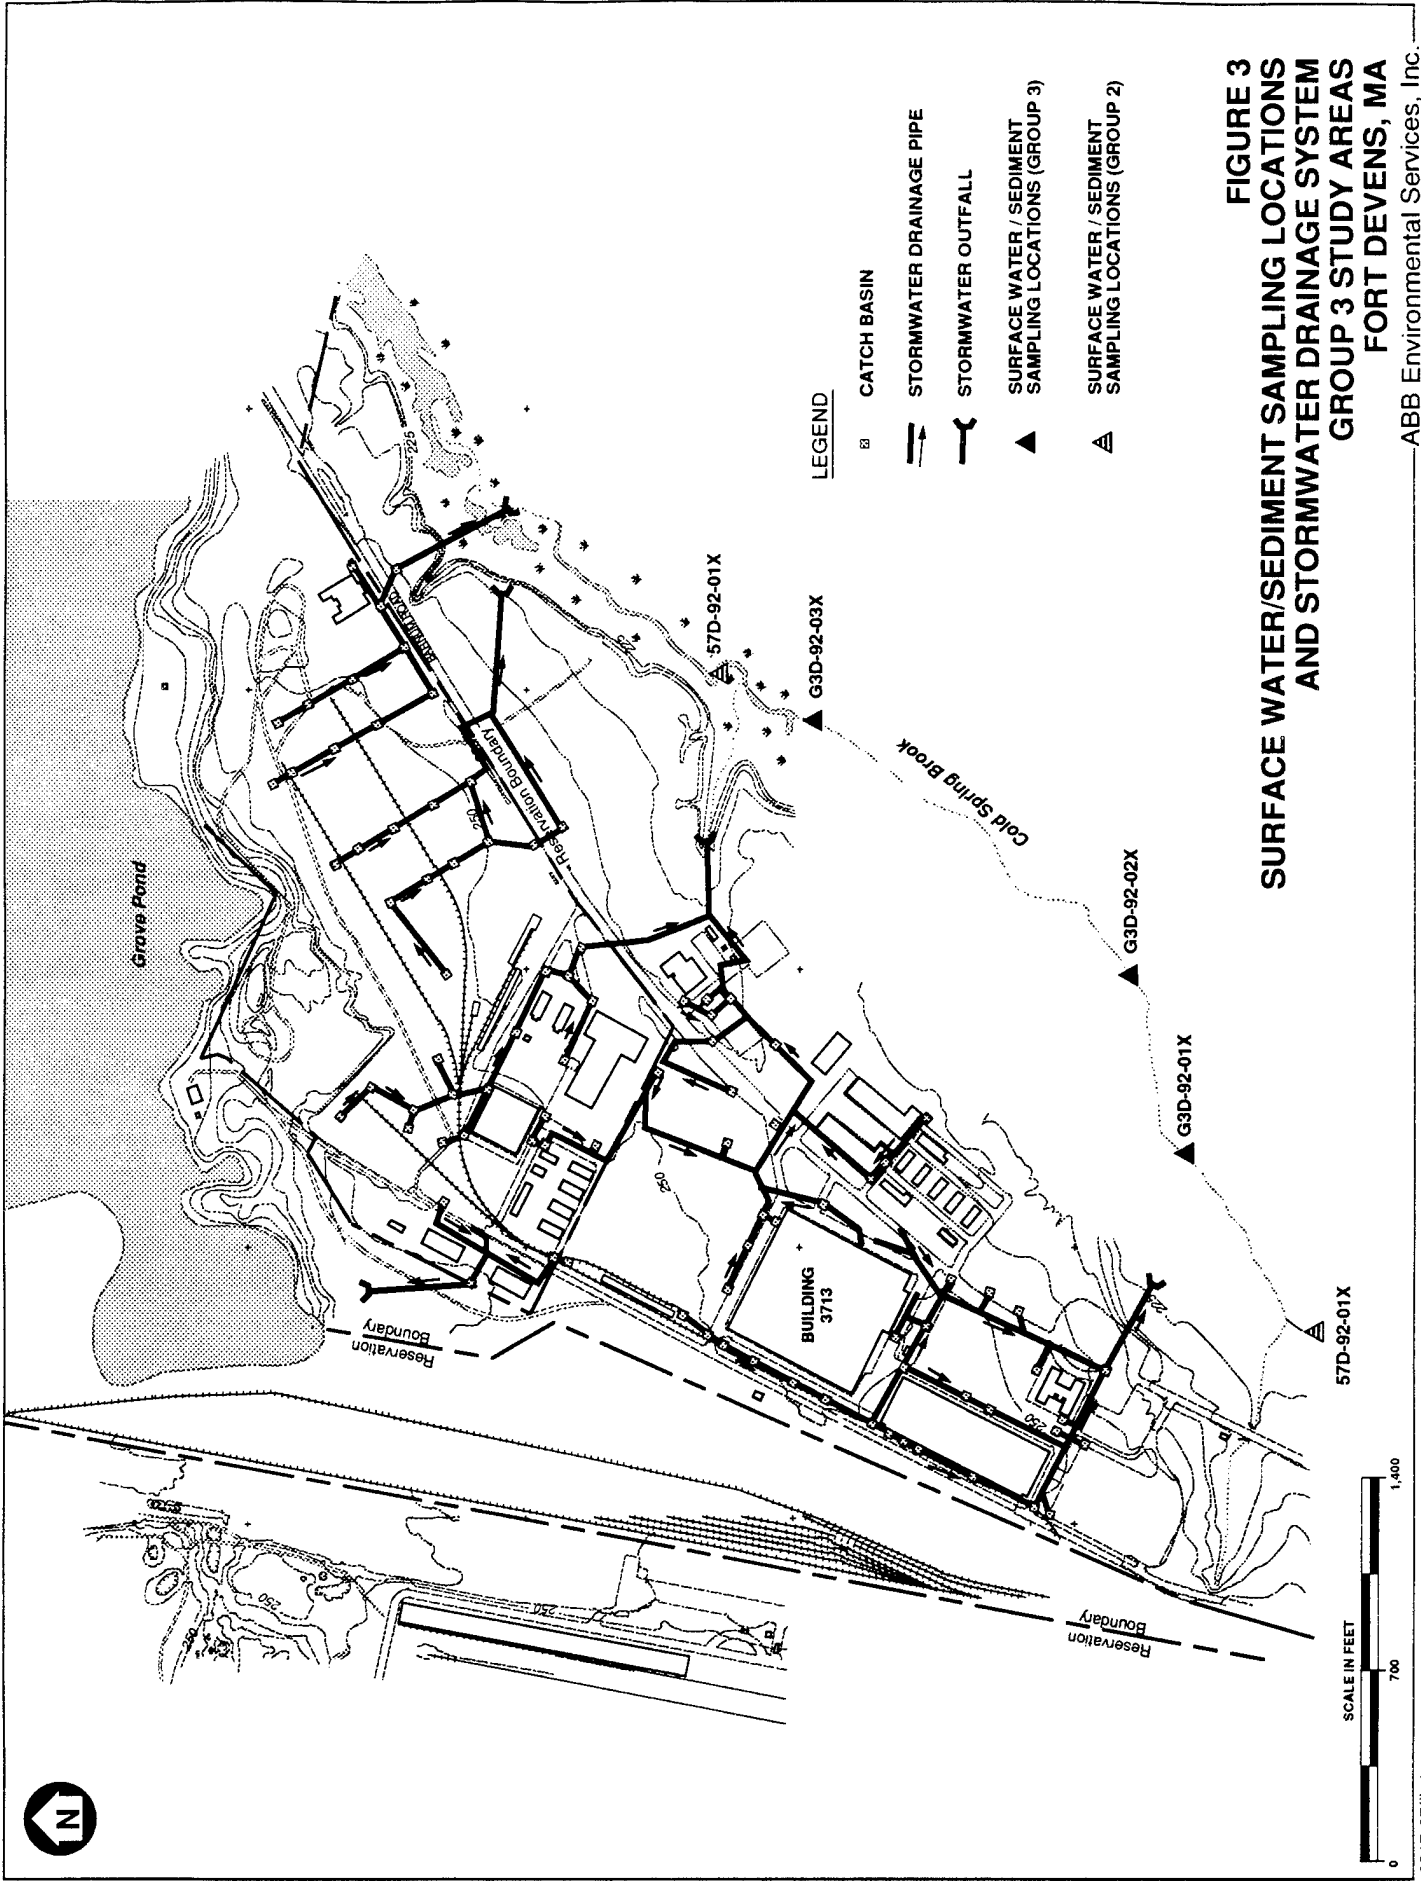 N
Grove Pond
Reservation
Boundary
Reservation Boundary
250
250
225
250
250
250
250
BUILDING
3713
Reservation
Boundary
57D-92-01X
G3D-92-03X
Cold Spring Brook
G3D-92-02X
G3D-92-01X
57D-92-01X
LEGEND
CATCH BASIN
STORMWATER DRAINAGE PIPE
STORMWATER OUTFALL
SURFACE WATER / SEDIMENT
SAMPLING LOCATIONS (GROUP 3)
SURFACE WATER / SEDIMENT
SAMPLING LOCATIONS (GROUP 2)
SCALE IN FEET
0 700 1,400
FIGURE 3
SURFACE WATER/SEDIMENT SAMPLING LOCATIONS
AND STORMWATER DRAINAGE SYSTEM
GROUP 3 STUDY AREAS
FORT DEVENS, MA
ABB Environmental Services, Inc.